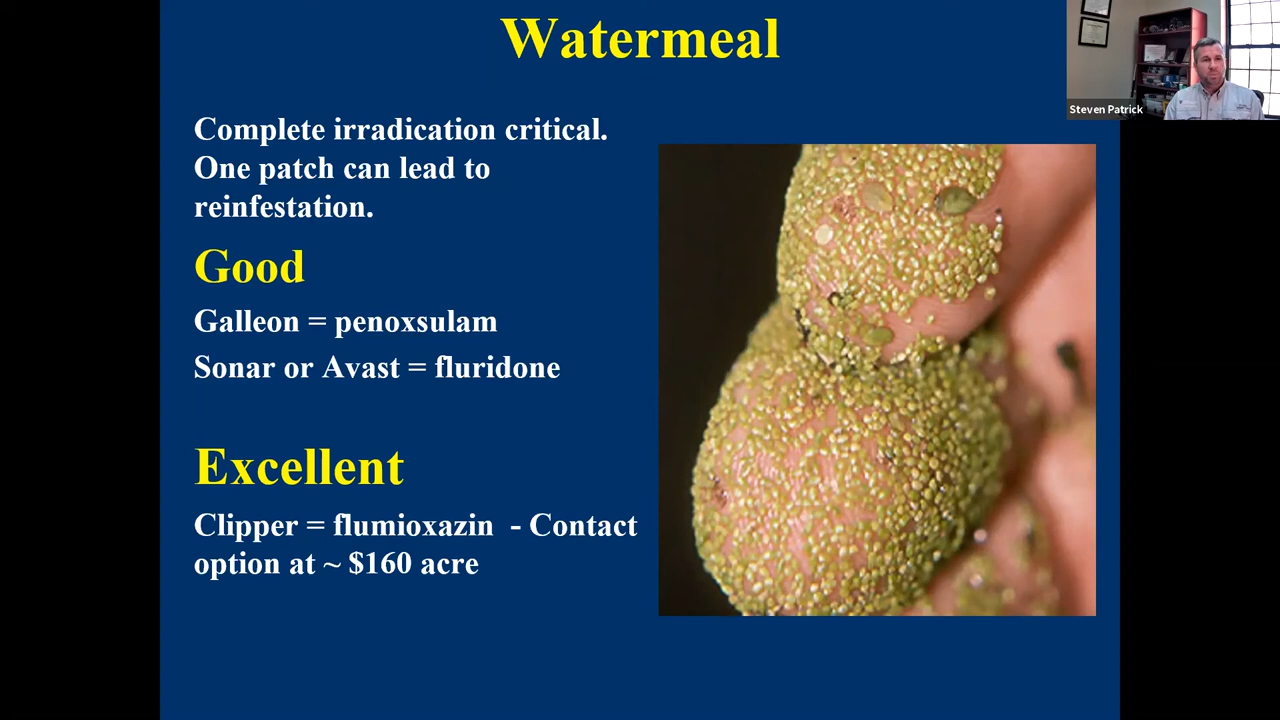 Watermeal
Steven Patrick
Complete irradication critical.
One patch can lead to
reinfestation.
Good
Galleon = penoxsulam
Sonar or Avast = fluridone
Excellent
Clipper = flumioxazin - Contact
option at ~ $160 acre